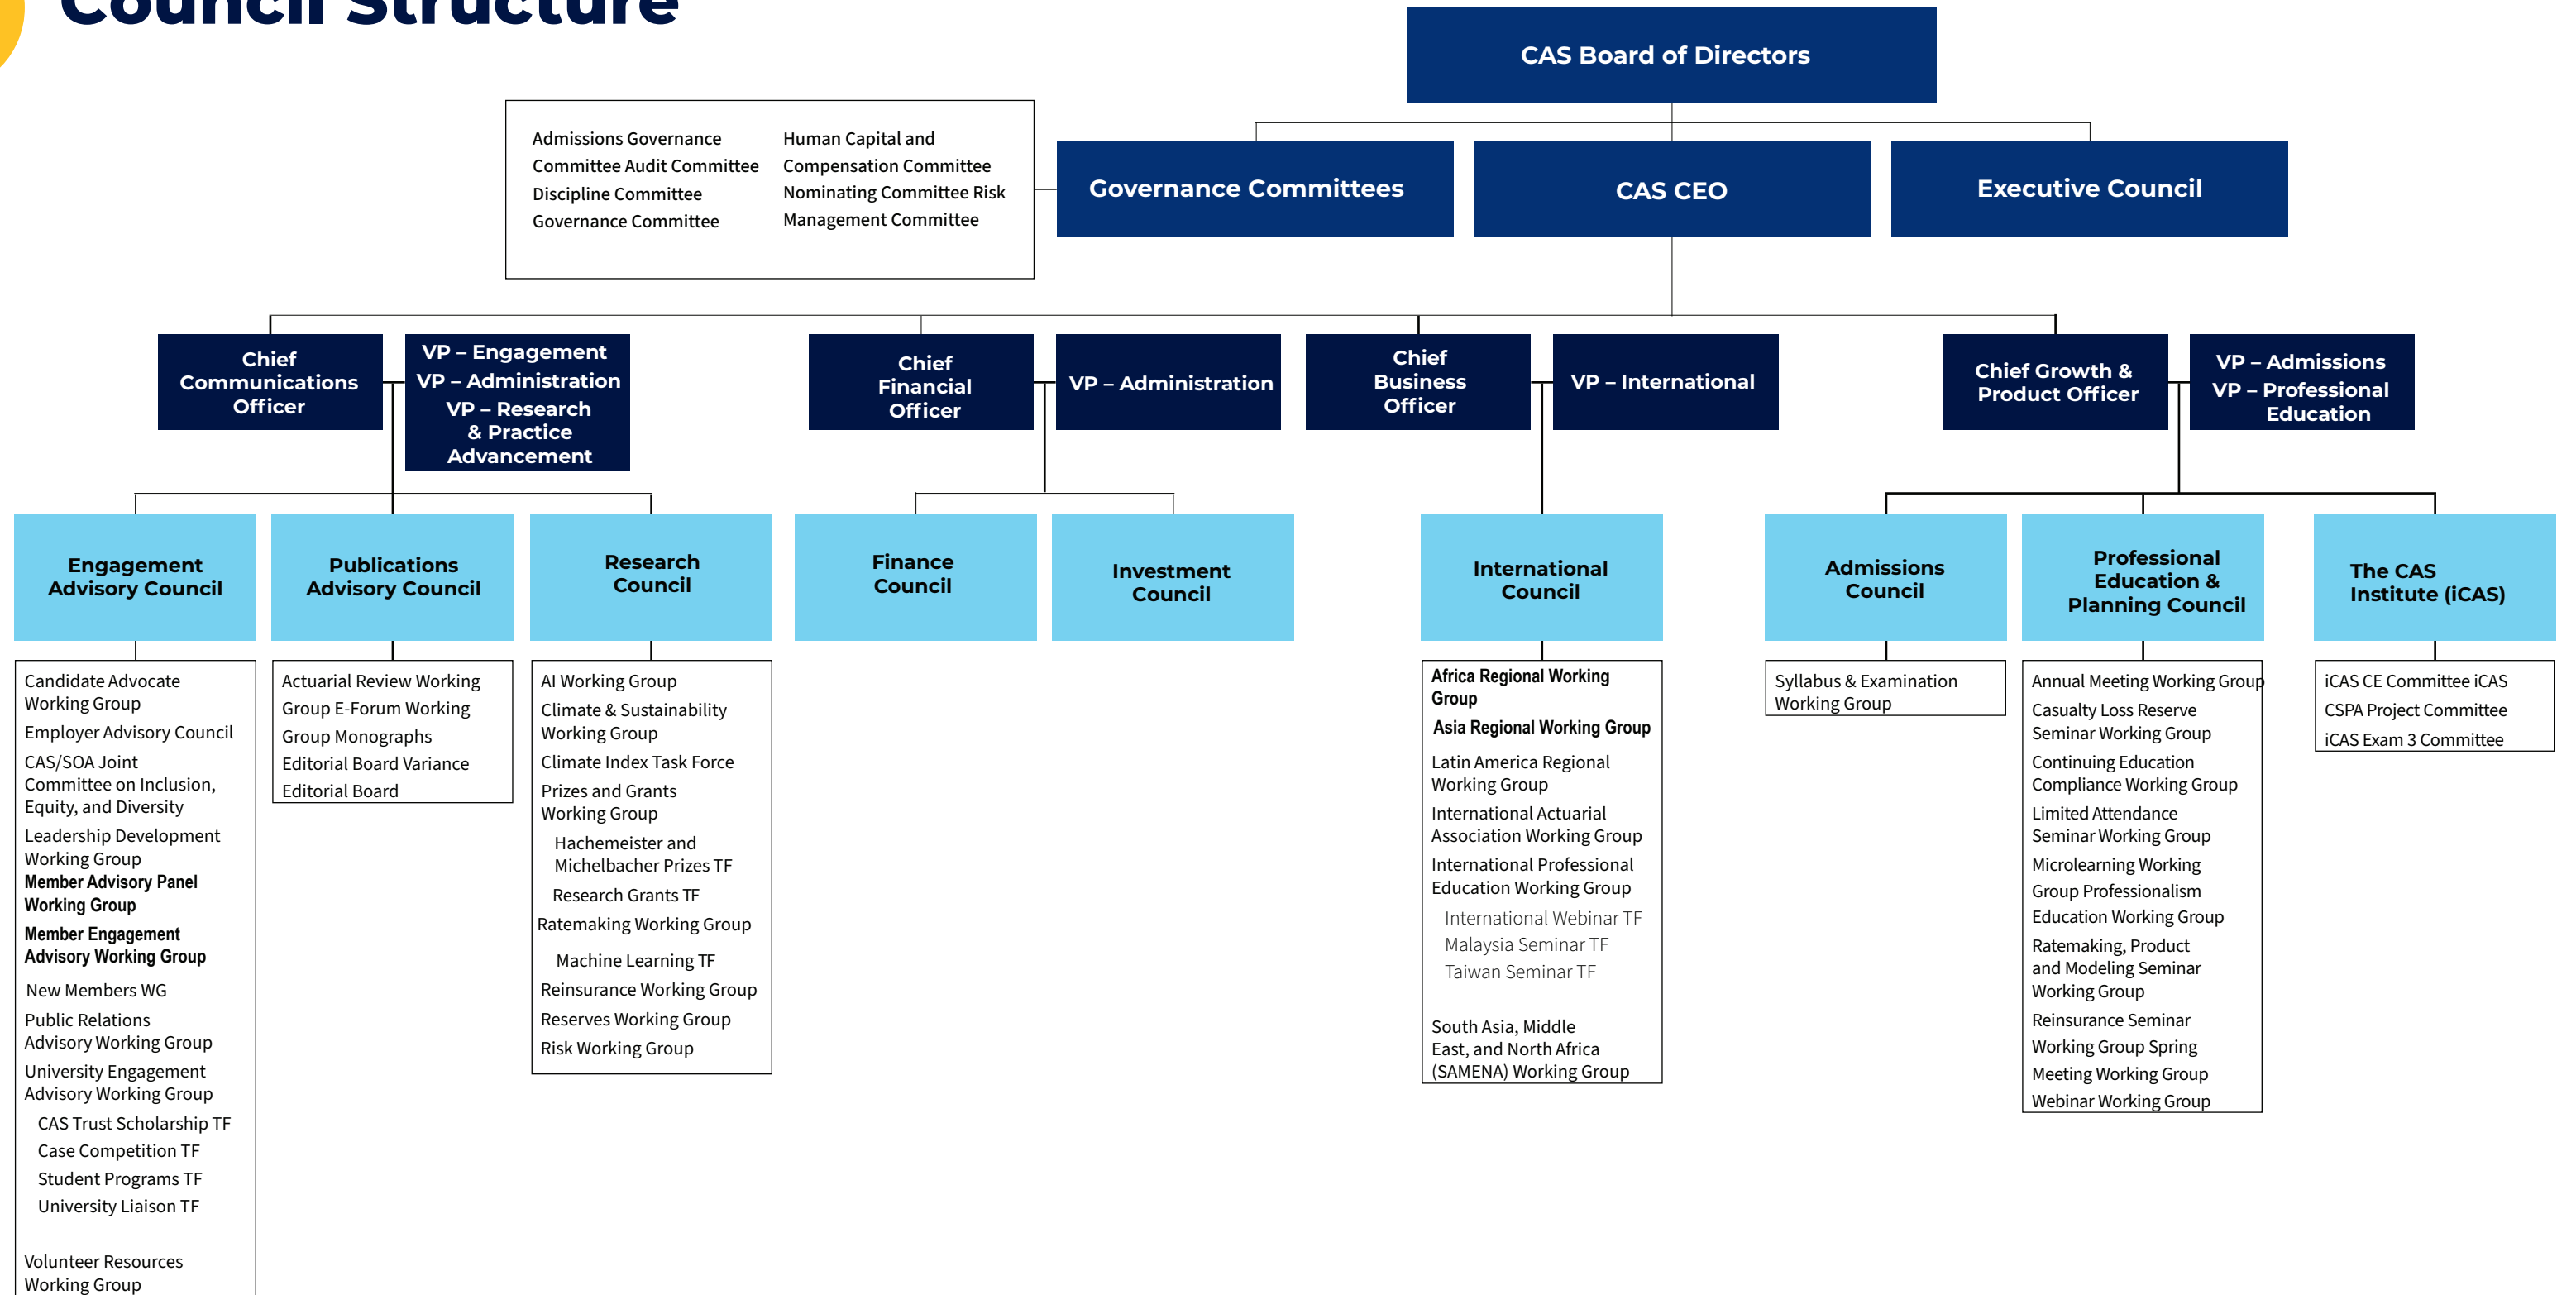 Council Structure
CAS Board of Directors
Admissions Governance
Committee Audit Committee
Discipline Committee
Governance Committee
Human Capital and
Compensation Committee
Nominating Committee Risk
Management Committee
Governance Committees
CAS CEO
Executive Council
Chief
Communications
Officer
VP – Engagement
VP – Administration
VP – Research
& Practice
Advancement
Chief
Financial
Officer
VP – Administration
Chief
Business
Officer
VP – International
Chief Growth &
Product Officer
VP – Admissions
VP – Professional
Education
Engagement
Advisory Council
Publications
Advisory Council
Research
Council
Finance
Council
Investment
Council
International
Council
Admissions
Council
Professional
Education &
Planning Council
The CAS
Institute (iCAS)
Candidate Advocate
Working Group
Employer Advisory Council
CAS/SOA Joint
Committee on Inclusion,
Equity, and Diversity
Leadership Development
Working Group
Member Advisory Panel
Working Group
Member Engagement
Advisory Working Group
New Members WG
Public Relations
Advisory Working Group
University Engagement
Advisory Working Group
CAS Trust Scholarship TF
Case Competition TF
Student Programs TF
University Liaison TF
Volunteer Resources
Working Group
Actuarial Review Working
Group E-Forum Working
Group Monographs
Editorial Board Variance
Editorial Board
AI Working Group
Climate & Sustainability
Working Group
Climate Index Task Force
Prizes and Grants
Working Group
Hachemeister and
Michelbacher Prizes TF
Research Grants TF
Ratemaking Working Group
Machine Learning TF
Reinsurance Working Group
Reserves Working Group
Risk Working Group
Africa Regional Working
Group
Asia Regional Working Group
Latin America Regional
Working Group
International Actuarial
Association Working Group
International Professional
Education Working Group
International Webinar TF
Malaysia Seminar TF
Taiwan Seminar TF
South Asia, Middle
East, and North Africa
(SAMENA) Working Group
Syllabus & Examination
Working Group
Annual Meeting Working Group
Casualty Loss Reserve
Seminar Working Group
Continuing Education
Compliance Working Group
Limited Attendance
Seminar Working Group
Microlearning Working
Group Professionalism
Education Working Group
Ratemaking, Product
and Modeling Seminar
Working Group
Reinsurance Seminar
Working Group Spring
Meeting Working Group
Webinar Working Group
iCAS CE Committee iCAS
CSPA Project Committee
iCAS Exam 3 Committee